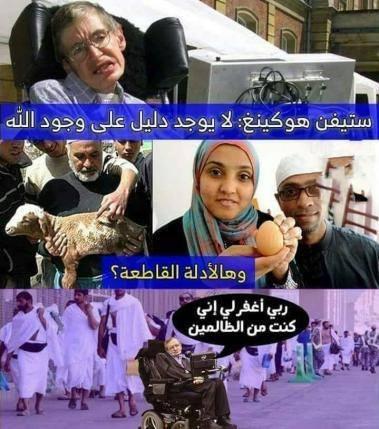 ستيفن هوكينغ: لا يوجد دليل على وجود الله
وهالأدلة القاطعة؟
ربي أغفر لي إني
كنت من الظالمين